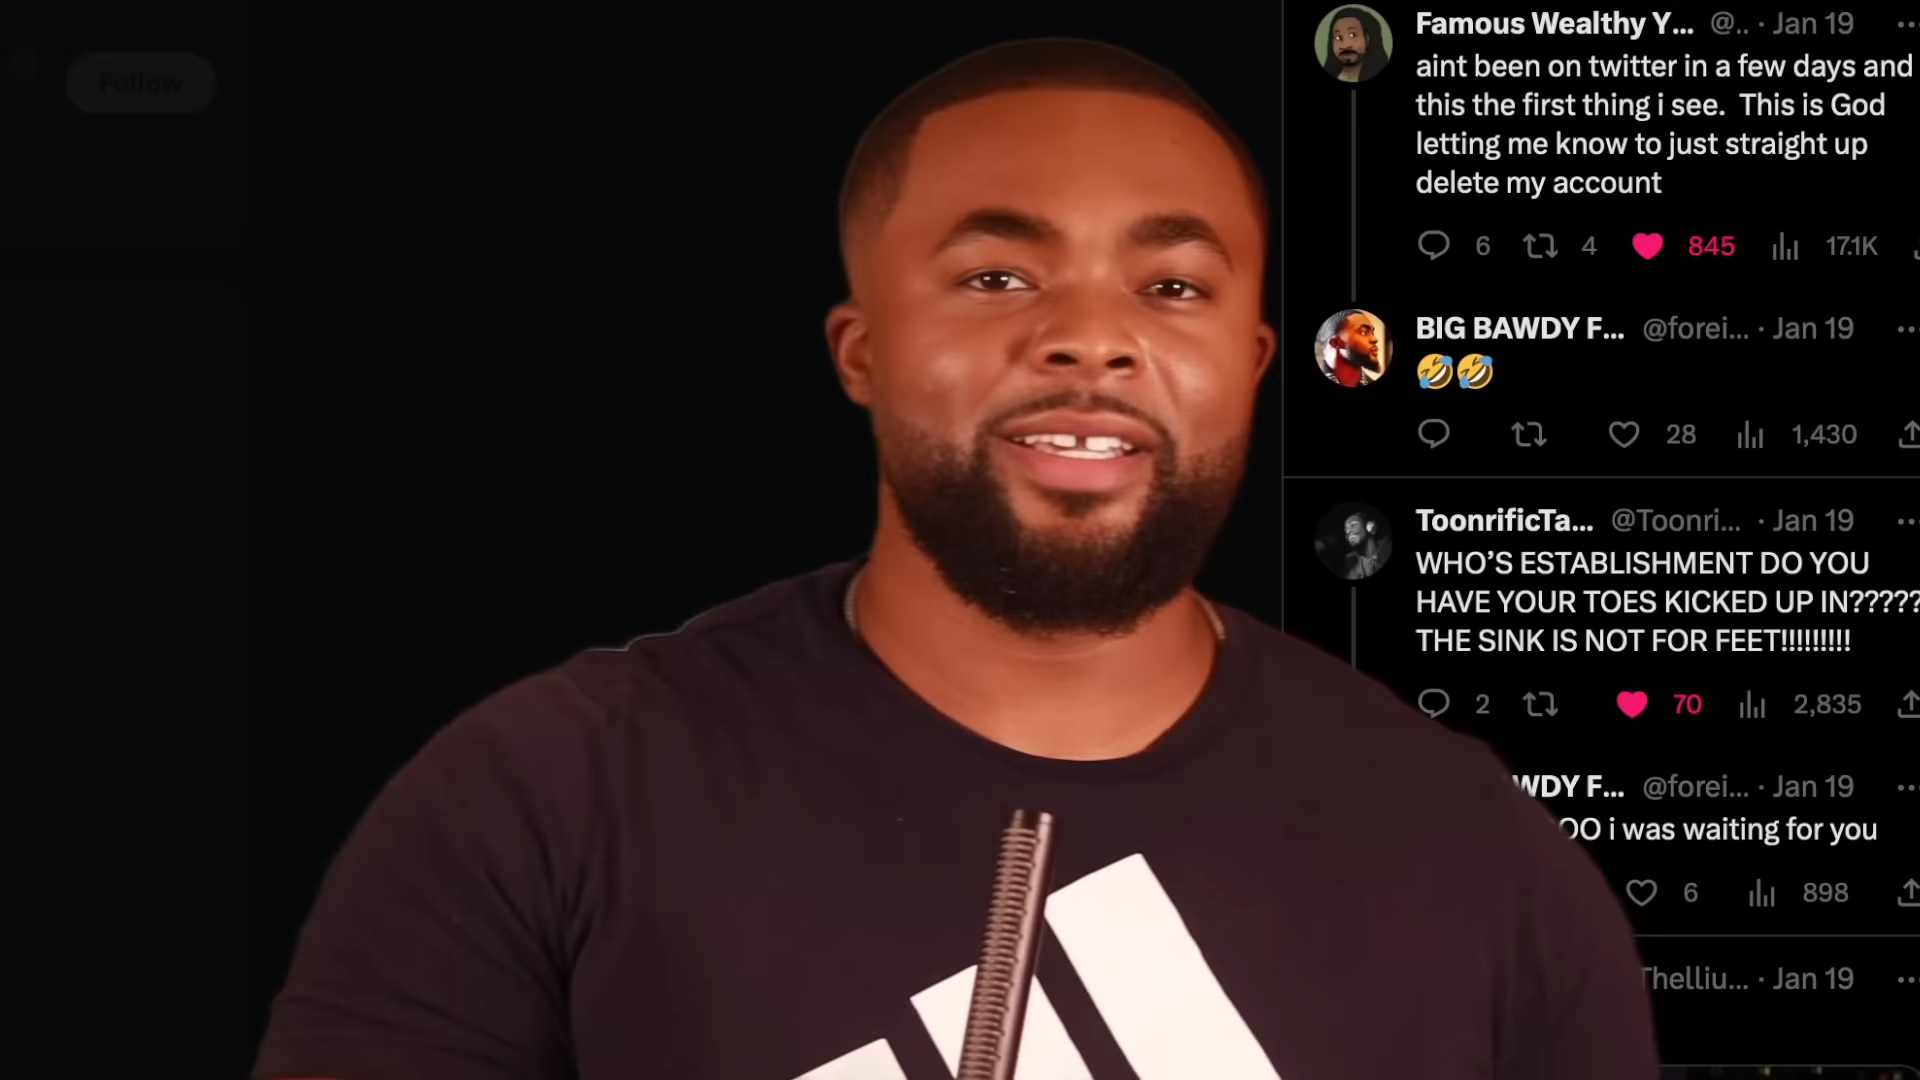 Follow
Famous Wealthy Y... @.. · Jan 19
aint been on twitter in a few days and
this the first thing i see. This is God
letting me know to just straight up
delete my account
6 4 845 17.1K
BIG BAWDY F... @forei... · Jan 19
🤣🤣
28 1,430
ToonrificTa... @Toonri... · Jan 19
WHO’S ESTABLISHMENT DO YOU
HAVE YOUR TOES KICKED UP IN?????
THE SINK IS NOT FOR FEET!!!!!!!!!
2 70 2,835
WDY F... @forei... · Jan 19
OO i was waiting for you
6 898
Thelliu... · Jan 19